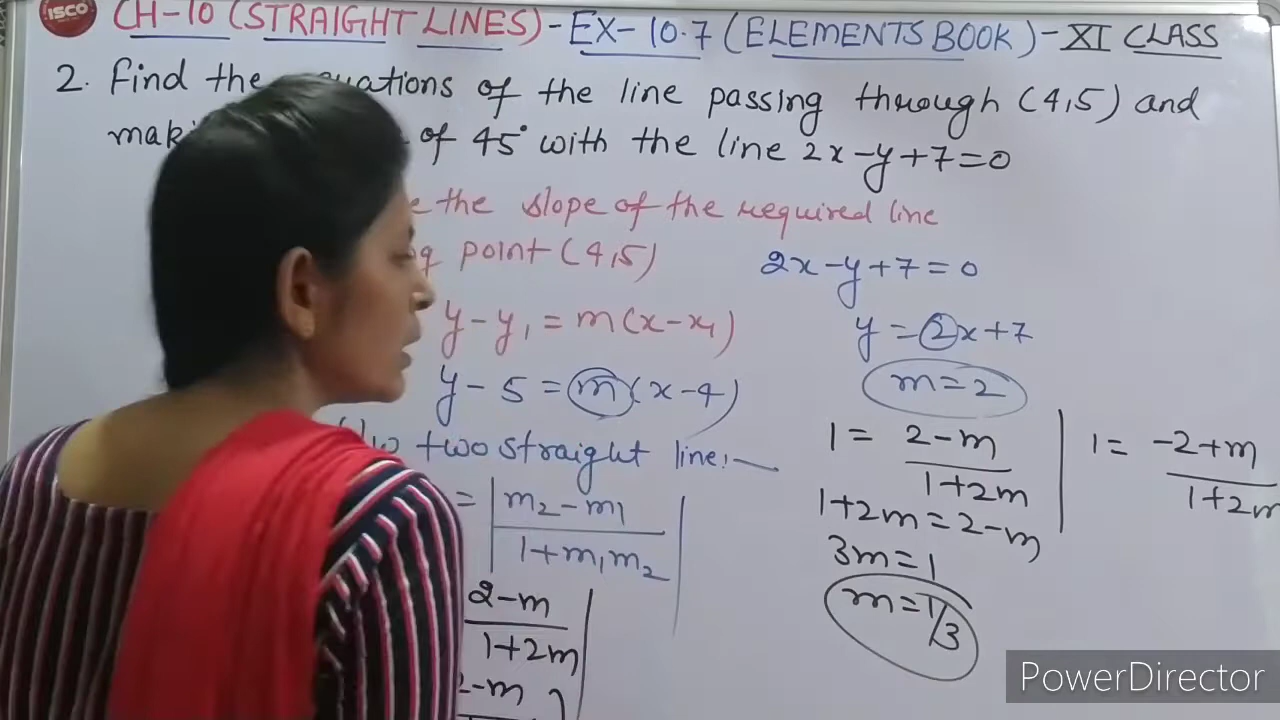 ISCO
CH-10 (STRAIGHT LINES)-EX-10.7 (ELEMENTS BOOK)-XI CLASS
2. Find the of the line passing through (4,5) and
of 45° with the line 2x-y+7=0
the slope of the required line
point (4,5)
2x-y+7=0
y-y₁=m(x-x₁)
y=2x+7
y-5=m(x-4)
m=2
two straight line:-
= |m₂-m₁/1+m₁m₂|
2-m/1+2m|
2-m
1 = 2-m/1+2m
1+2m=2-m
3m=1
m=1/3
1 = -2+m/1+2m
PowerDirector